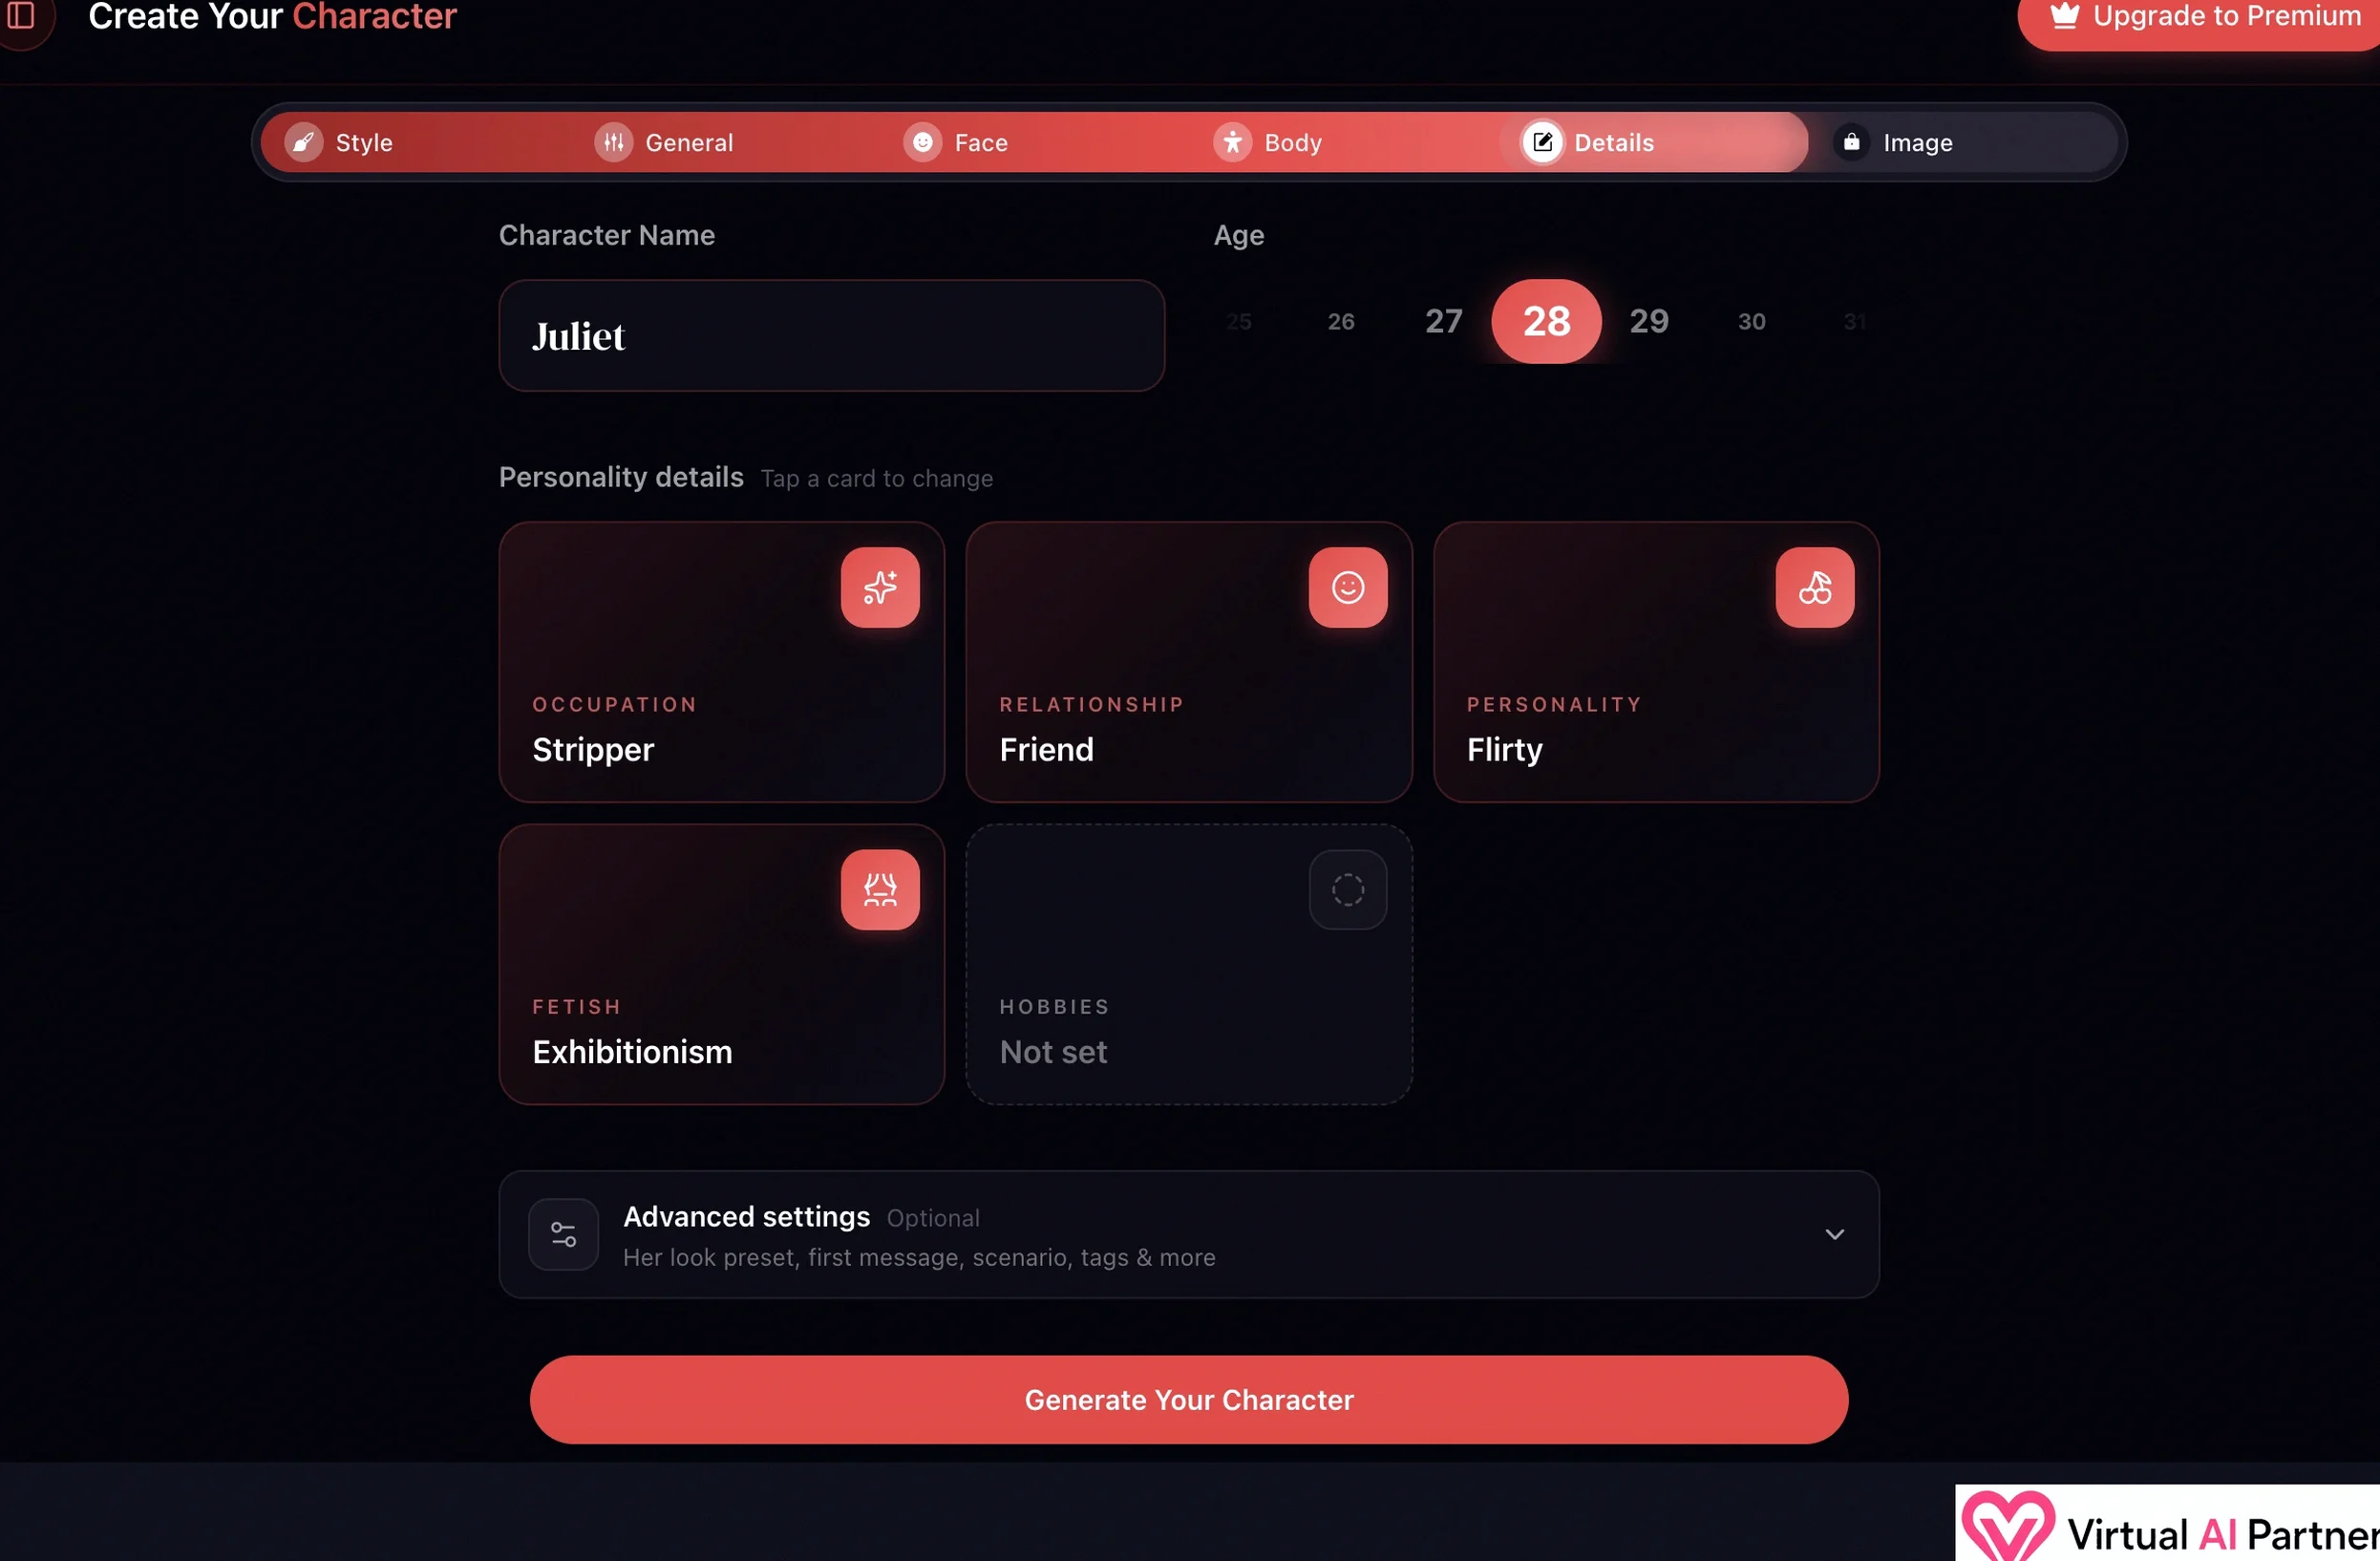 Create Your Character
Upgrade to Premium
Style
General
Face
Body
Details
Image
Character Name
Age
Juliet
25 26 27 28 29 30 31
Personality details Tap a card to change
OCCUPATION
Stripper
RELATIONSHIP
Friend
PERSONALITY
Flirty
FETISH
Exhibitionism
HOBBIES
Not set
Advanced settings Optional
Her look preset, first message, scenario, tags & more
Generate Your Character
Virtual AI Partner